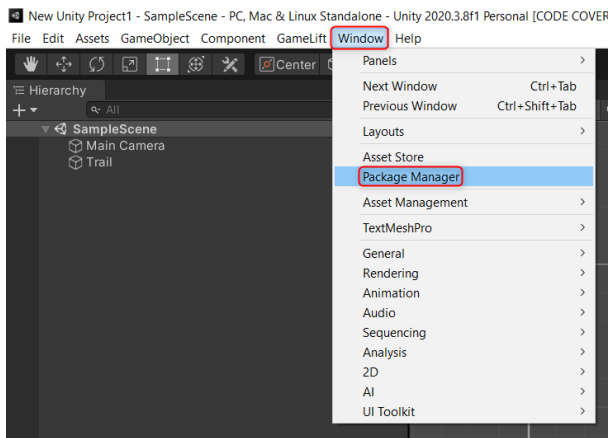 New Unity Project1 - SampleScene - PC, Mac & Linux Standalone - Unity 2020.3.8f1 Personal [CODE COVER
File Edit Assets GameObject Component GameLift Window Help
Center
Hierarchy
All
SampleScene
Main Camera
Trail
Panels
Next Window Ctrl+Tab
Previous Window Ctrl+Shift+Tab
Layouts
Asset Store
Package Manager
Asset Management
TextMeshPro
General
Rendering
Animation
Audio
Sequencing
Analysis
2D
AI
UI Toolkit